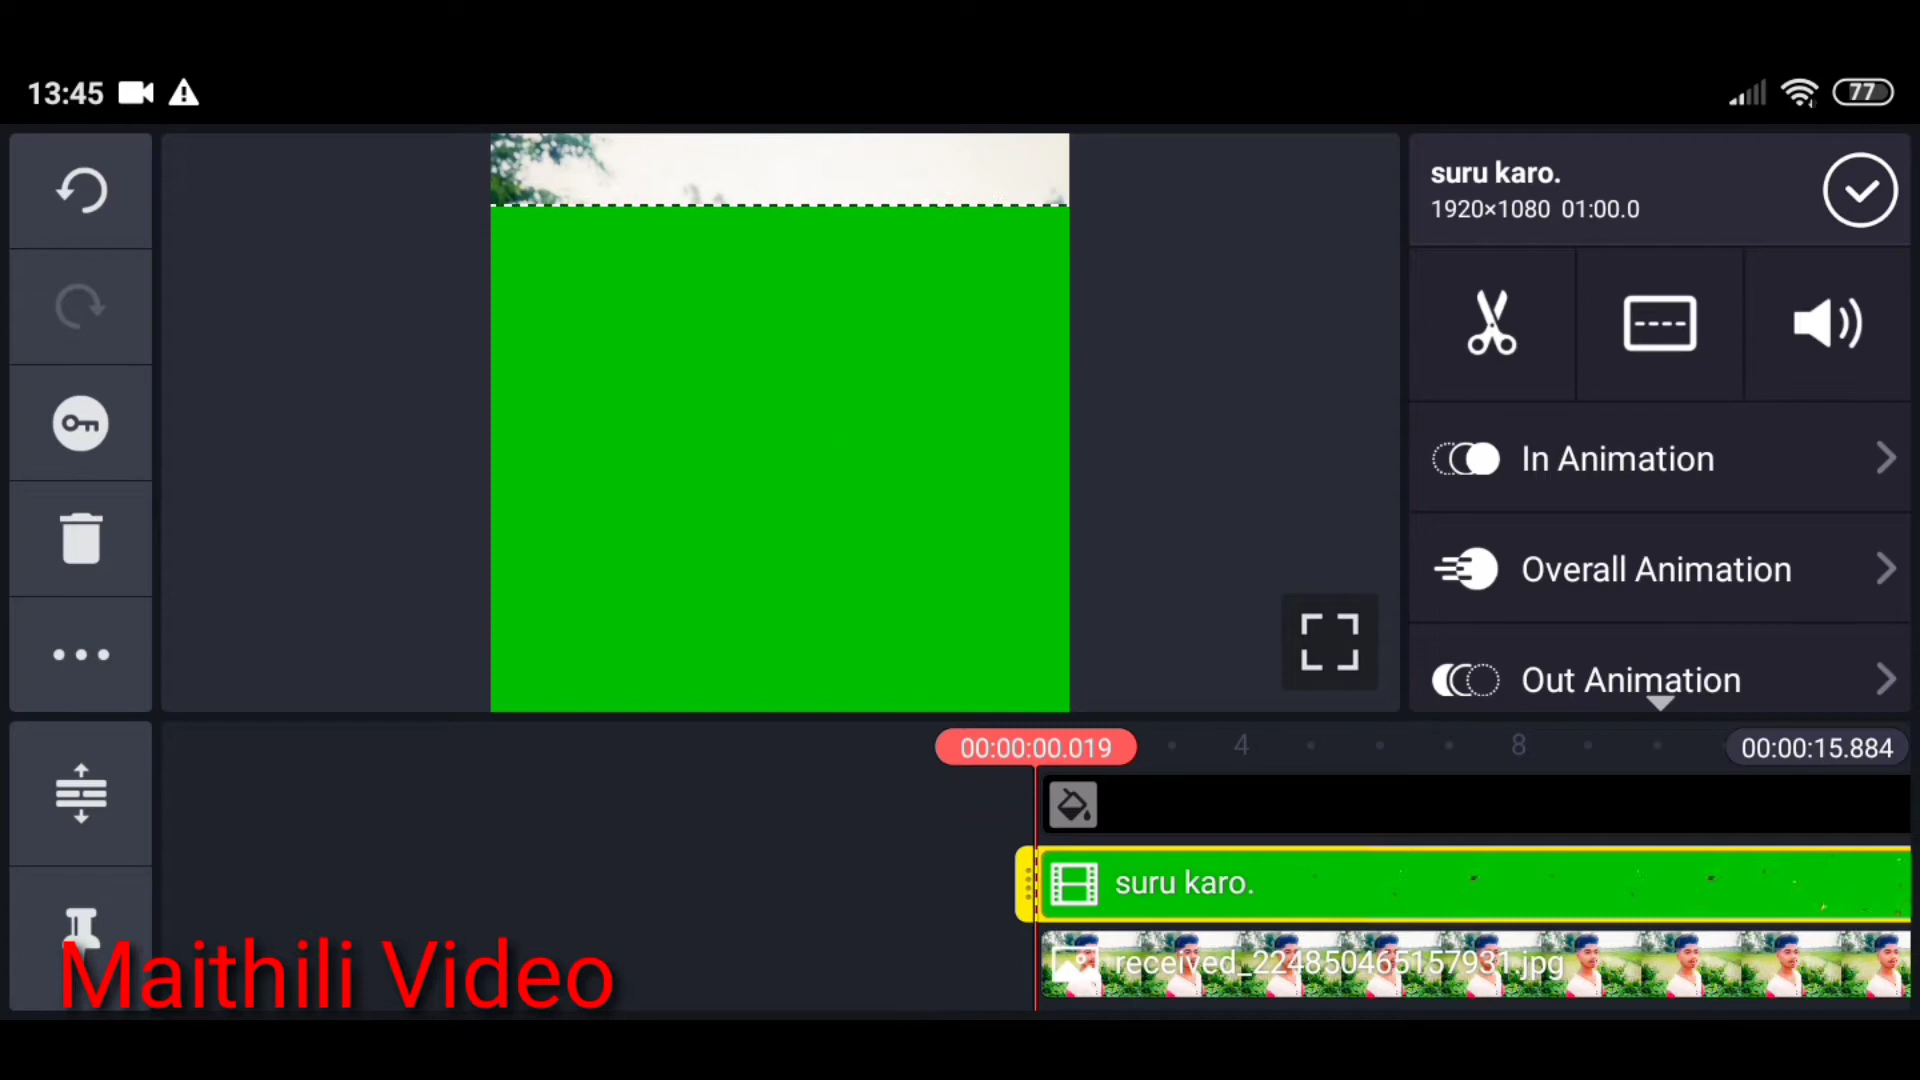 13:45
77
suru karo.
1920×1080 01:00.0
In Animation
Overall Animation
Out Animation
00:00:00.019
4
8
00:00:15.884
suru karo.
received_224850465157931.jpg
Maithili Video